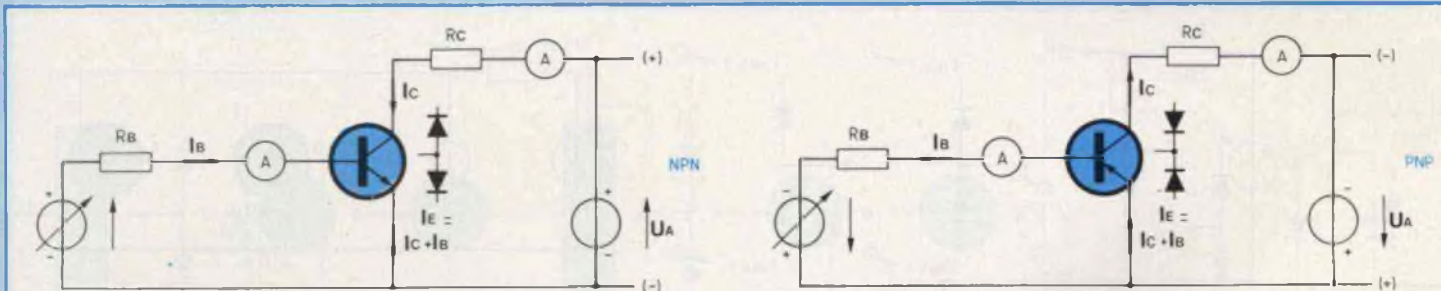 RC
A
(+)
IC
RB
IB
A
NPN
+
-
IE =
IC + IB
+
-
UA
(-)
RC
A
(-)
IC
RB
IB
A
PNP
-
+
IE =
IC + IB
-
+
UA
(+)